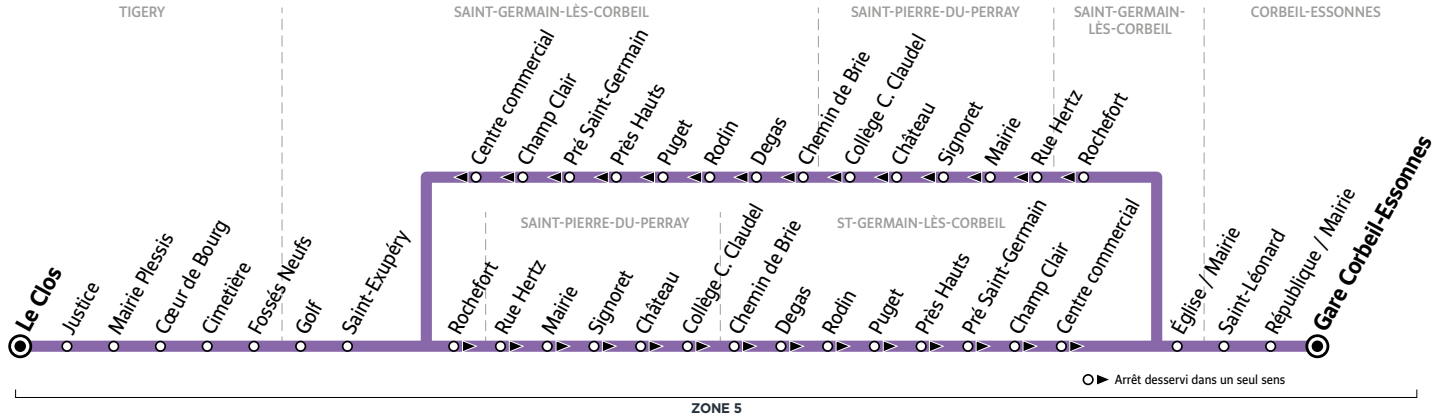 TIGERY
SAINT-GERMAIN-LÈS-CORBEIL
SAINT-PIERRE-DU-PERRAY
SAINT-GERMAIN-
LÈS-CORBEIL
CORBEIL-ESSONNES
Centre commercial
Champ Clair
Pré Saint-Germain
Près Hauts
Puget
Rodin
Degas
Chemin de Brie
Collège C. Claudel
Château
Signoret
Mairie
Rue Hertz
Rochefort
SAINT-PIERRE-DU-PERRAY
ST-GERMAIN-LÈS-CORBEIL
Le Clos
Justice
Mairie Plessis
Cœur de Bourg
Cimetière
Fossés Neufs
Golf
Saint-Exupéry
Rochefort
Rue Hertz
Mairie
Signoret
Château
Collège C. Claudel
Chemin de Brie
Degas
Rodin
Puget
Près Hauts
Pré Saint-Germain
Champ Clair
Centre commercial
Église / Mairie
Saint-Léonard
République / Mairie
Gare Corbeil-Essonnes
Arrêt desservi dans un seul sens
ZONE 5